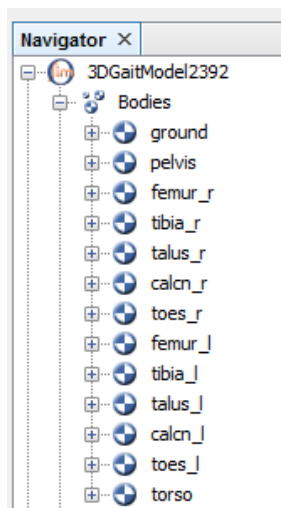 Navigator ×
3DGaitModel2392
Bodies
ground
pelvis
femur_r
tibia_r
talus_r
calcn_r
toes_r
femur_l
tibia_l
talus_l
calcn_l
toes_l
torso